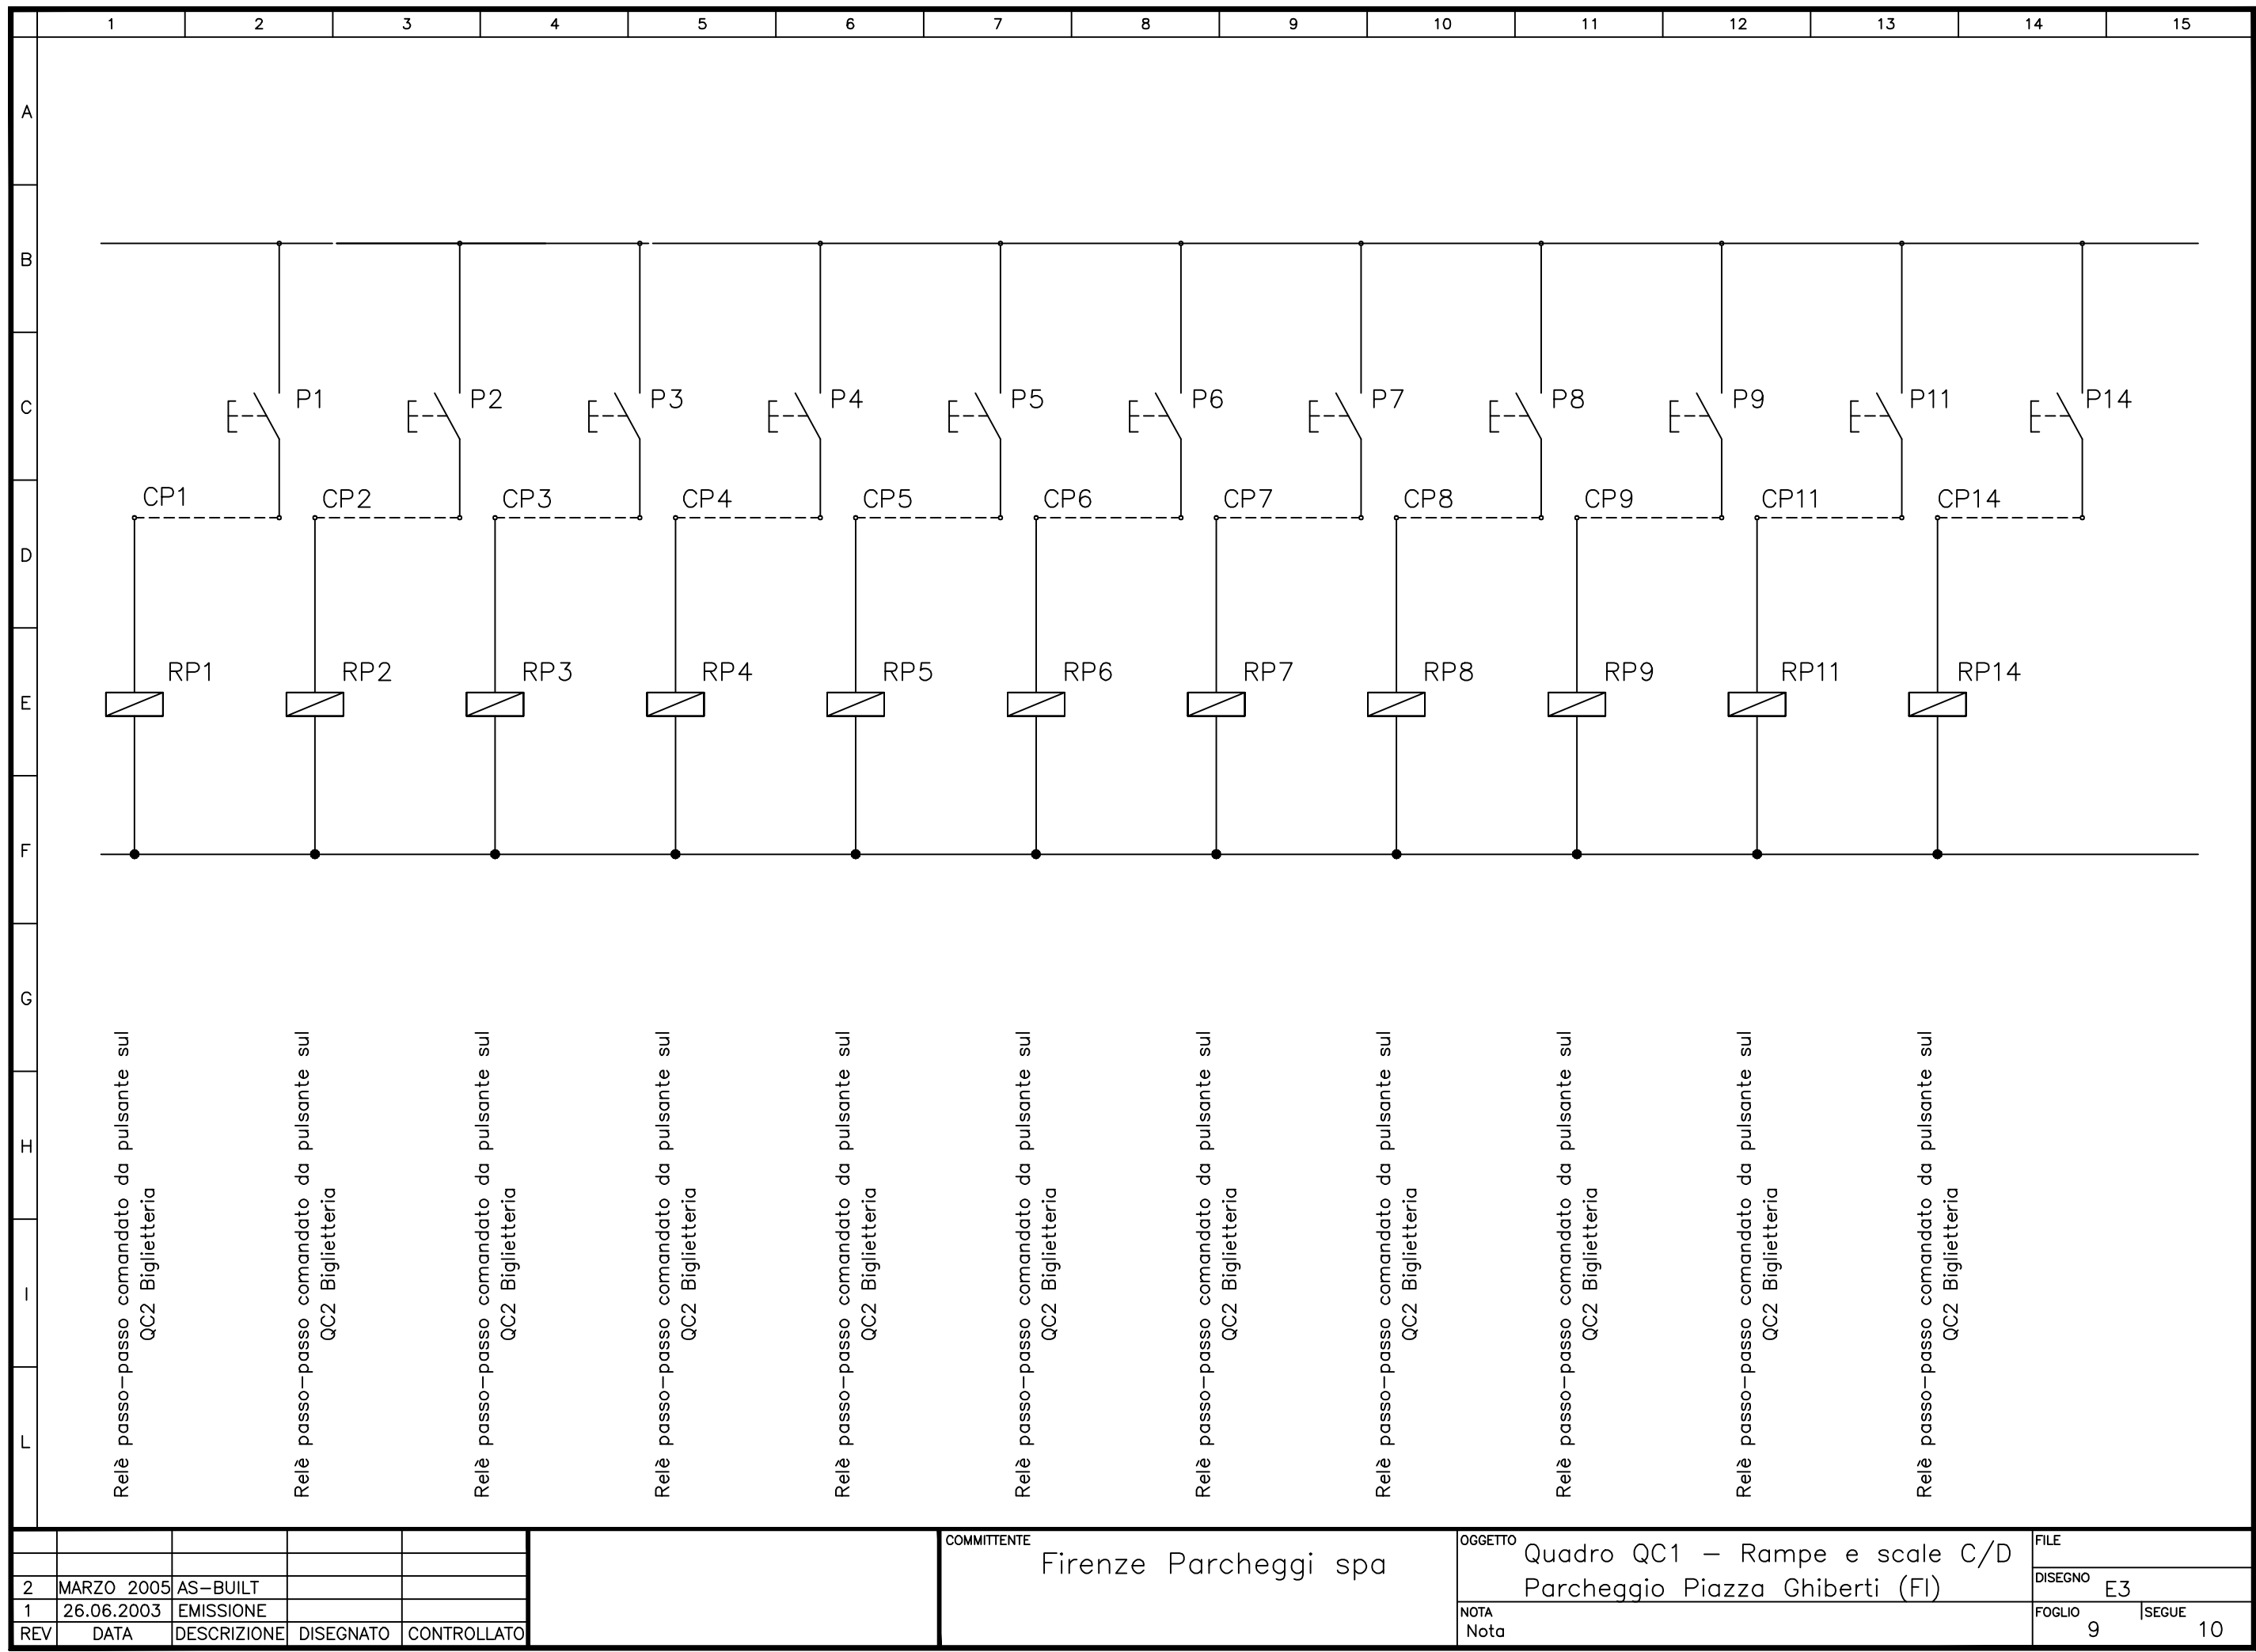 1 2 3 4 5 6 7 8 9 10 11 12 13 14 15
A
B
C
D
E
F
G
H
I
L
P1 P2 P3 P4 P5 P6 P7 P8 P9 P11 P14
CP1 CP2 CP3 CP4 CP5 CP6 CP7 CP8 CP9 CP11 CP14
RP1 RP2 RP3 RP4 RP5 RP6 RP7 RP8 RP9 RP11 RP14
Relè passo-passo comandato da pulsante sul
QC2 Biglietteria
Relè passo-passo comandato da pulsante sul
QC2 Biglietteria
Relè passo-passo comandato da pulsante sul
QC2 Biglietteria
Relè passo-passo comandato da pulsante sul
QC2 Biglietteria
Relè passo-passo comandato da pulsante sul
QC2 Biglietteria
Relè passo-passo comandato da pulsante sul
QC2 Biglietteria
Relè passo-passo comandato da pulsante sul
QC2 Biglietteria
Relè passo-passo comandato da pulsante sul
QC2 Biglietteria
Relè passo-passo comandato da pulsante sul
QC2 Biglietteria
Relè passo-passo comandato da pulsante sul
QC2 Biglietteria
Relè passo-passo comandato da pulsante sul
QC2 Biglietteria
2 MARZO 2005 AS-BUILT
1 26.06.2003 EMISSIONE
REV DATA DESCRIZIONE DISEGNATO CONTROLLATO
COMMITTENTE
Firenze Parcheggi spa
OGGETTO
Quadro QC1 - Rampe e scale C/D
Parcheggio Piazza Ghiberti (FI)
NOTA
Nota
FILE
DISEGNO
E3
FOGLIO
9
SEGUE
10